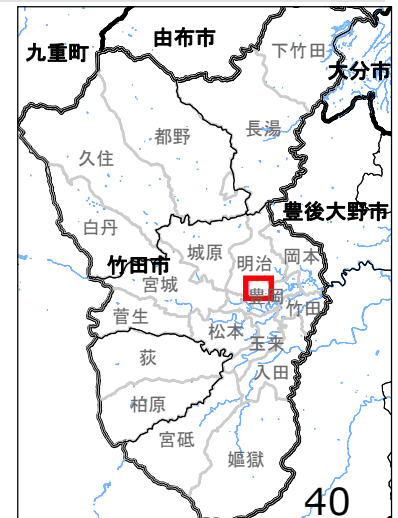 九重町
由布市
下竹田
大分市
都野
長湯
久住
豊後大野市
白丹
城原
明治
岡本
竹田市
宮城
豊岡
竹田
菅生
松本
玉来
荻
入田
柏原
宮砥
嫗獄
40